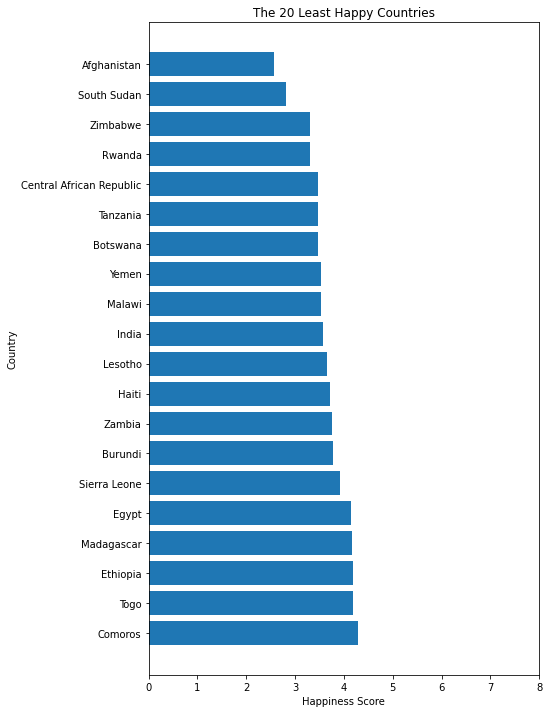 The 20 Least Happy Countries
Afghanistan
South Sudan
Zimbabwe
Rwanda
Central African Republic
Tanzania
Botswana
Yemen
Malawi
India
Lesotho
Haiti
Zambia
Burundi
Sierra Leone
Egypt
Madagascar
Ethiopia
Togo
Comoros
Country
0 1 2 3 4 5 6 7 8
Happiness Score